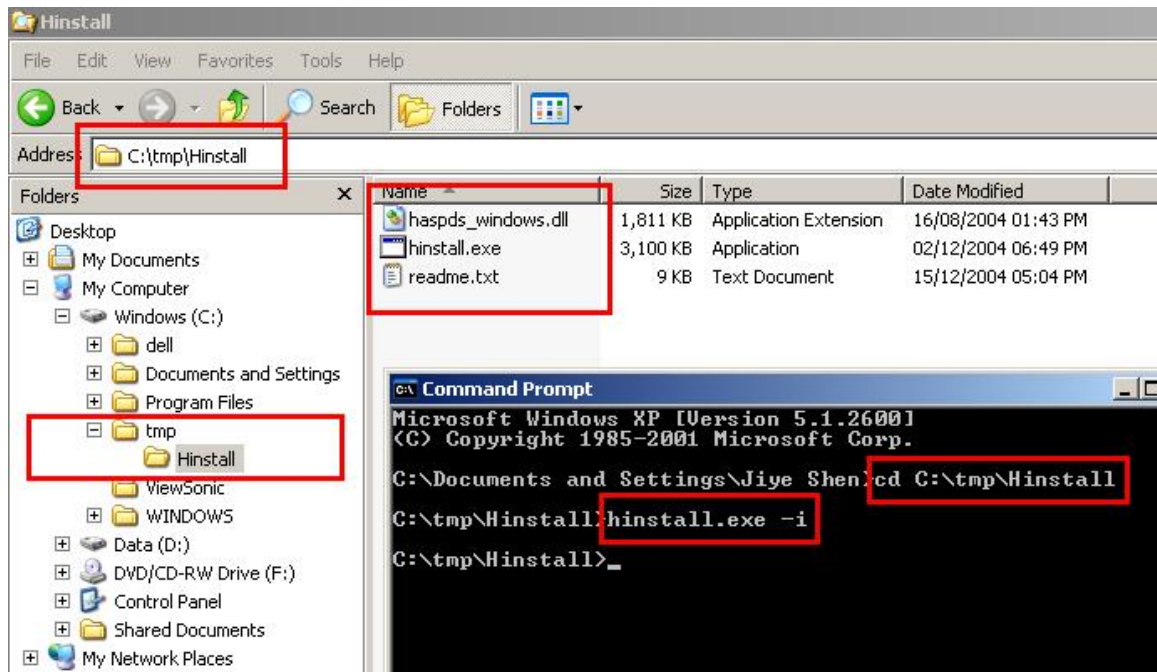 Hinstall
File Edit View Favorites Tools Help
Back Search Folders
Address C:\tmp\Hinstall
Folders X
Name Size Type Date Modified
haspds_windows.dll 1,811 KB Application Extension 16/08/2004 01:43 PM
hinstall.exe 3,100 KB Application 02/12/2004 06:49 PM
readme.txt 9 KB Text Document 15/12/2004 05:04 PM
Desktop
My Documents
My Computer
Windows (C:)
dell
Documents and Settings
Program Files
tmp
Hinstall
ViewSonic
WINDOWS
Data (D:)
DVD/CD-RW Drive (F:)
Control Panel
Shared Documents
My Network Places
Command Prompt
Microsoft Windows XP [Version 5.1.2600]
(C) Copyright 1985-2001 Microsoft Corp.
C:\Documents and Settings\Jiye Shen>cd C:\tmp\Hinstall
C:\tmp\Hinstall>hinstall.exe -i
C:\tmp\Hinstall>_